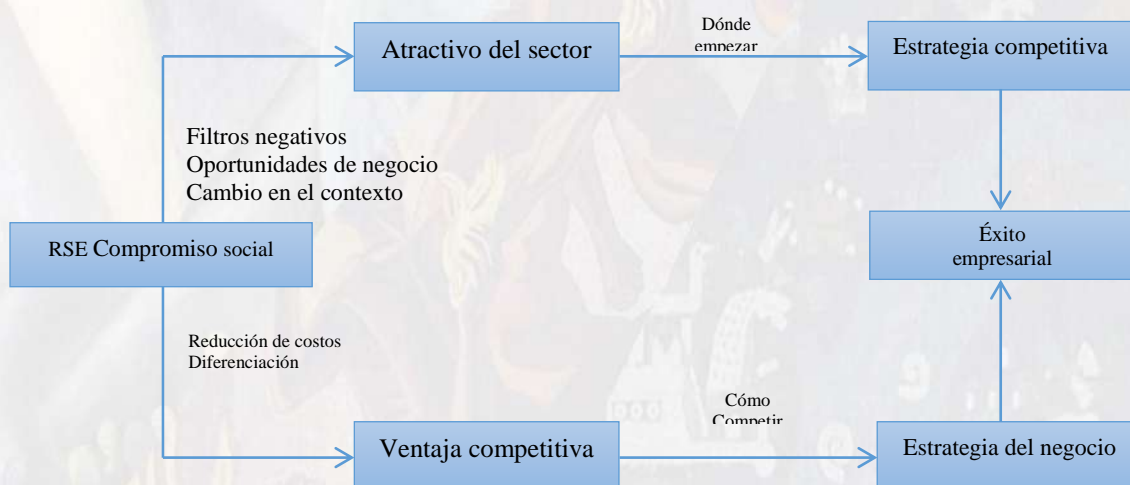 Dónde
empezar
Atractivo del sector
Estrategia competitiva
Filtros negativos
Oportunidades de negocio
Cambio en el contexto
RSE Compromiso social
Éxito
empresarial
Reducción de costos
Diferenciación
Cómo
Competir
Ventaja competitiva
Estrategia del negocio